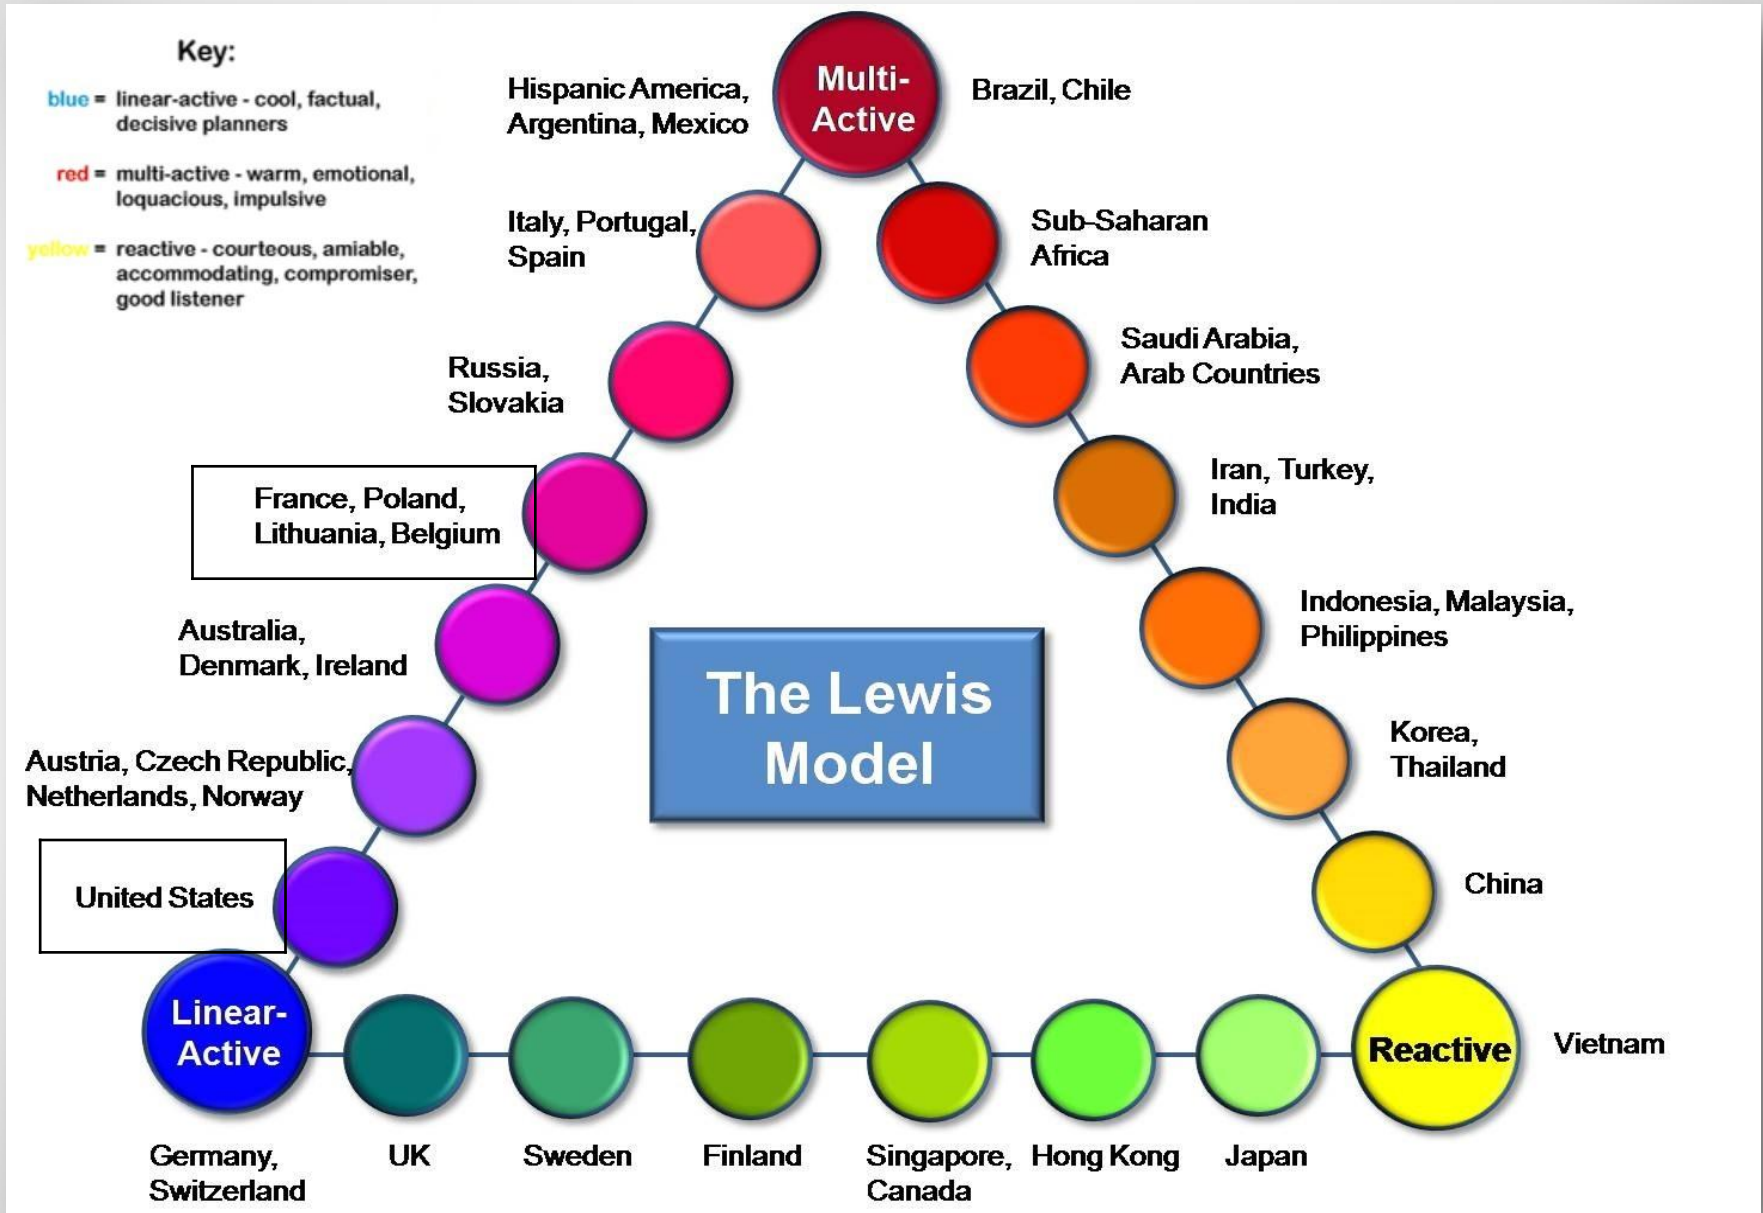 Key:
blue = linear-active - cool, factual,
decisive planners
red = multi-active - warm, emotional,
loquacious, impulsive
yellow = reactive - courteous, amiable,
accommodating, compromiser,
good listener
Multi-
Active
Hispanic America,
Argentina, Mexico
Brazil, Chile
Italy, Portugal,
Spain
Sub-Saharan
Africa
Russia,
Slovakia
Saudi Arabia,
Arab Countries
France, Poland,
Lithuania, Belgium
Iran, Turkey,
India
Australia,
Denmark, Ireland
Indonesia, Malaysia,
Philippines
The Lewis
Model
Austria, Czech Republic,
Netherlands, Norway
Korea,
Thailand
United States
China
Linear-
Active
Reactive
Vietnam
Germany,
Switzerland
UK
Sweden
Finland
Singapore,
Canada
Hong Kong
Japan